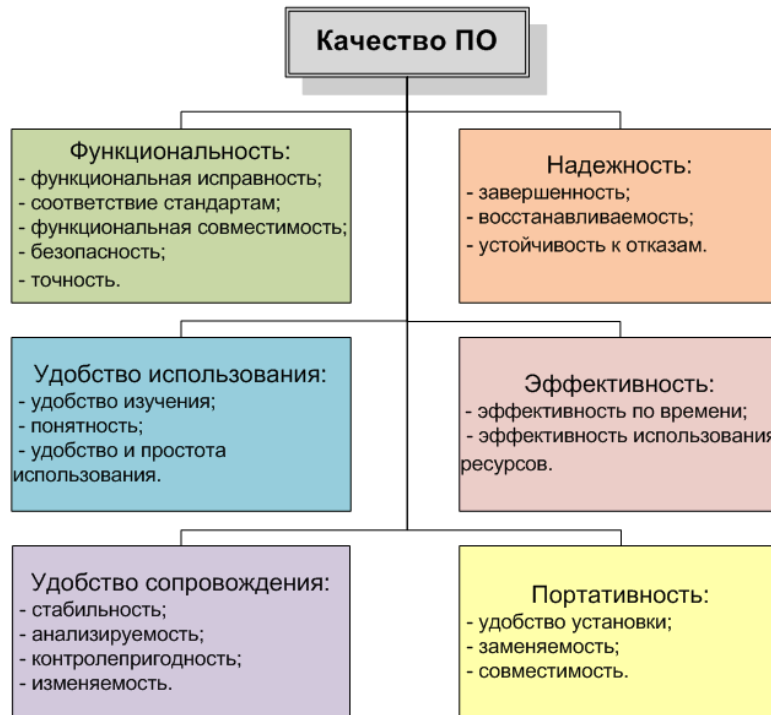 Качество ПО
Функциональность:
- функциональная исправность;
- соответствие стандартам;
- функциональная совместимость;
- безопасность;
- точность.
Надежность:
- завершенность;
- восстанавливаемость;
- устойчивость к отказам.
Удобство использования:
- удобство изучения;
- понятность;
- удобство и простота
использования.
Эффективность:
- эффективность по времени;
- эффективность использования
ресурсов.
Удобство сопровождения:
- стабильность;
- анализируемость;
- контролепригодность;
- изменяемость.
Портативность:
- удобство установки;
- заменяемость;
- совместимость.